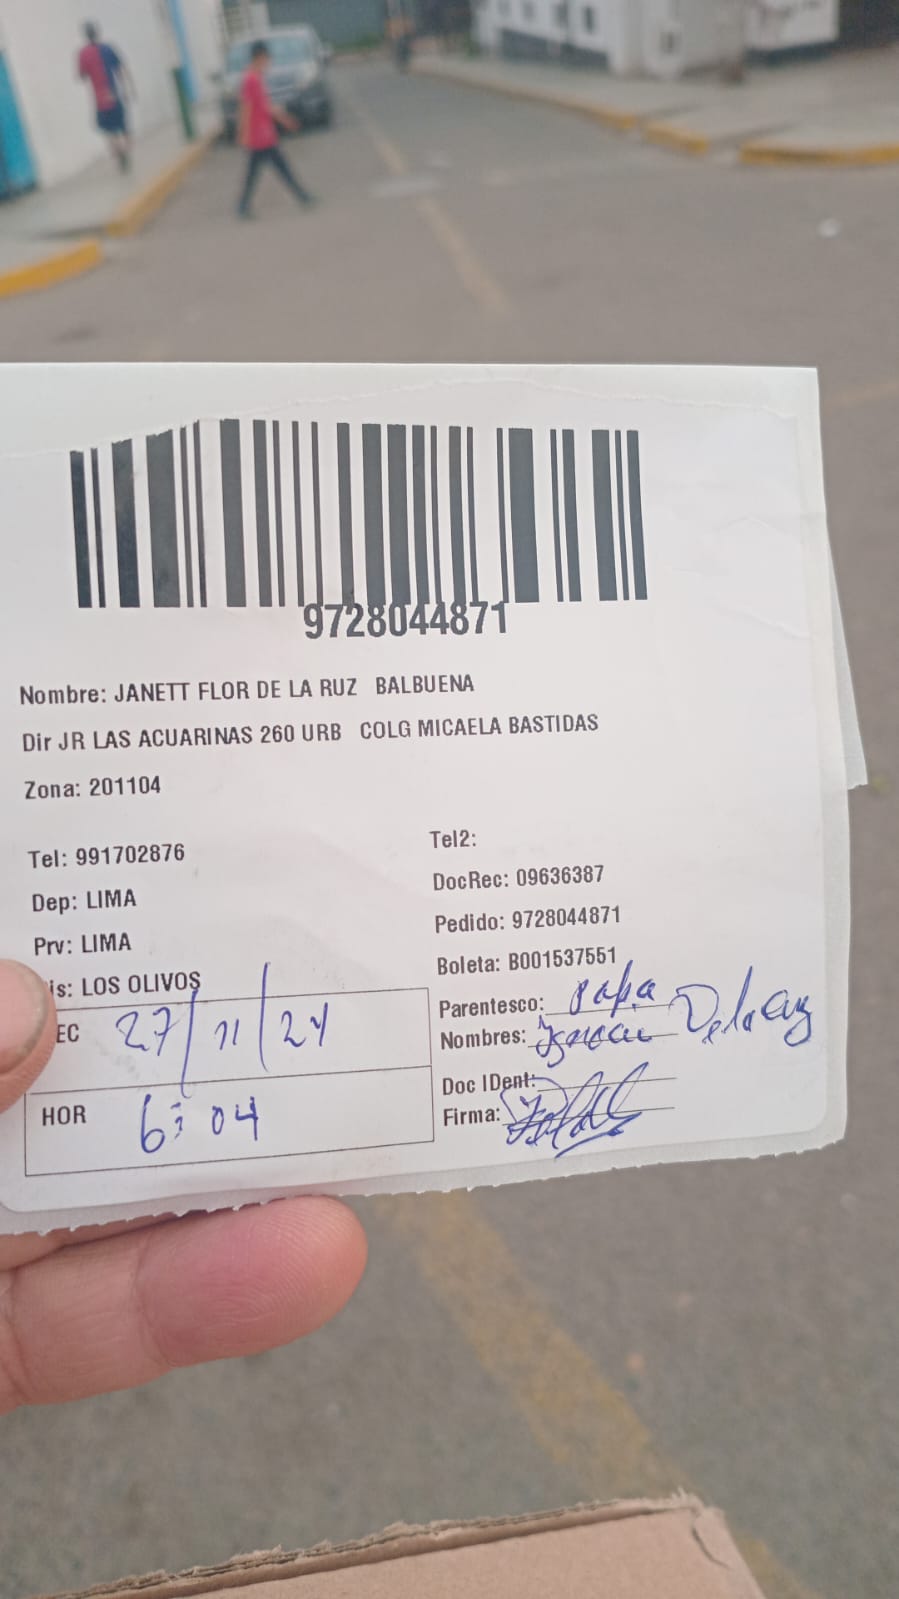 9728044871
Nombre: JANETT FLOR DE LA RUZ BALBUENA
Dir JR LAS ACUARINAS 260 URB COLG MICAELA BASTIDAS
Zona: 201104
Tel: 991702876
Tel2:
Dep: LIMA
DocRec: 09636387
Prv: LIMA
Pedido: 9728044871
is: LOS OLIVOS
Boleta: B001537551
EC 27/11/24
Parentesco: papa
Nombres:
HOR 6:04
Doc IDent:
Firma: